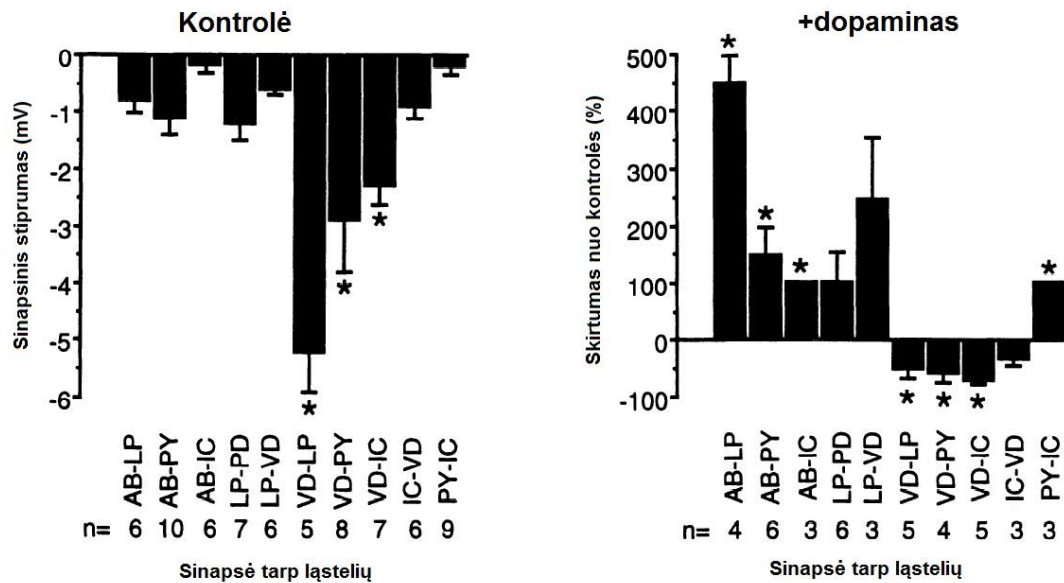 Kontrolė
Sinapsinis stiprumas (mV)
0
-1
-2
-3
-4
-5
-6
* * *
AB-LP AB-PY AB-IC LP-PD LP-VD VD-LP VD-PY VD-IC IC-VD PY-IC
n= 6 10 6 7 6 5 8 7 6 9
Sinapsė tarp ląstelių
+dopaminas
Skirtumas nuo kontrolės (%)
500
400
300
200
100
0
-100
* * * * * * *
AB-LP AB-PY AB-IC LP-PD LP-VD VD-LP VD-PY VD-IC IC-VD PY-IC
n= 4 6 3 6 3 5 4 5 3 3
Sinapsė tarp ląstelių